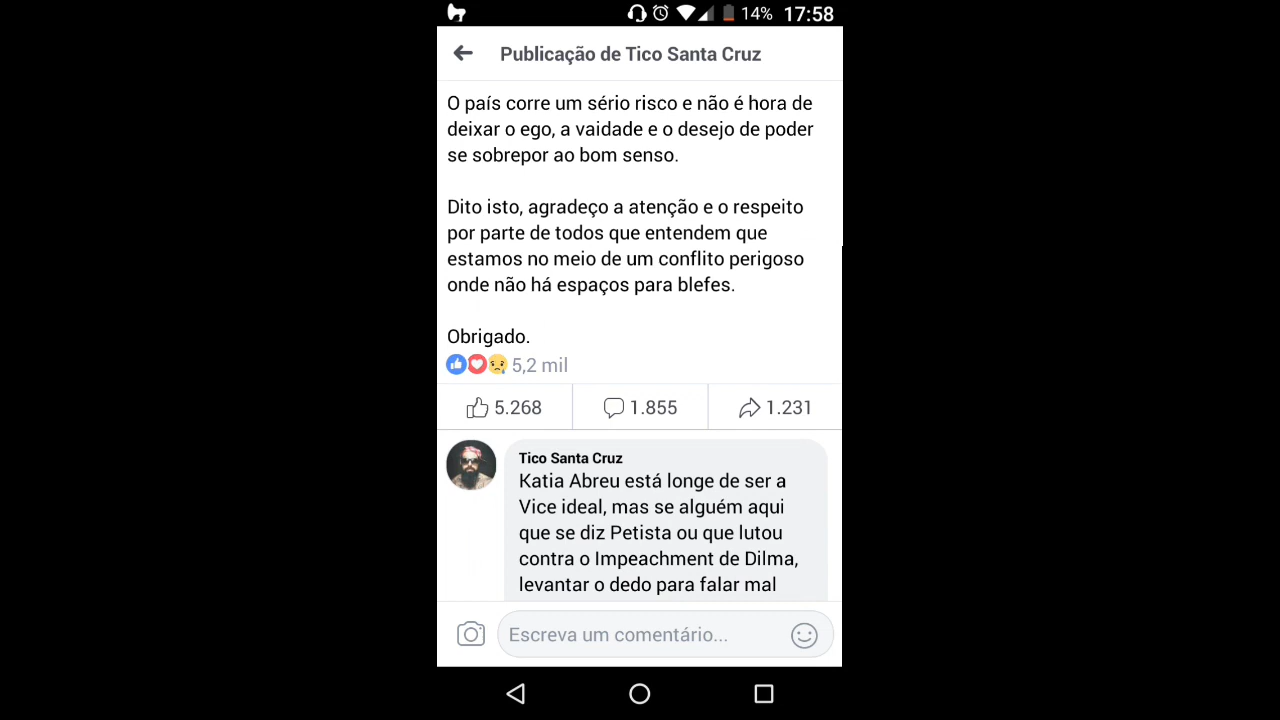 14% 17:58
Publicação de Tico Santa Cruz
O país corre um sério risco e não é hora de
deixar o ego, a vaidade e o desejo de poder
se sobrepor ao bom senso.
Dito isto, agradeço a atenção e o respeito
por parte de todos que entendem que
estamos no meio de um conflito perigoso
onde não há espaços para blefes.
Obrigado.
5,2 mil
5.268 1.855 1.231
Tico Santa Cruz
Katia Abreu está longe de ser a
Vice ideal, mas se alguém aqui
que se diz Petista ou que lutou
contra o Impeachment de Dilma,
levantar o dedo para falar mal
Escreva um comentário...